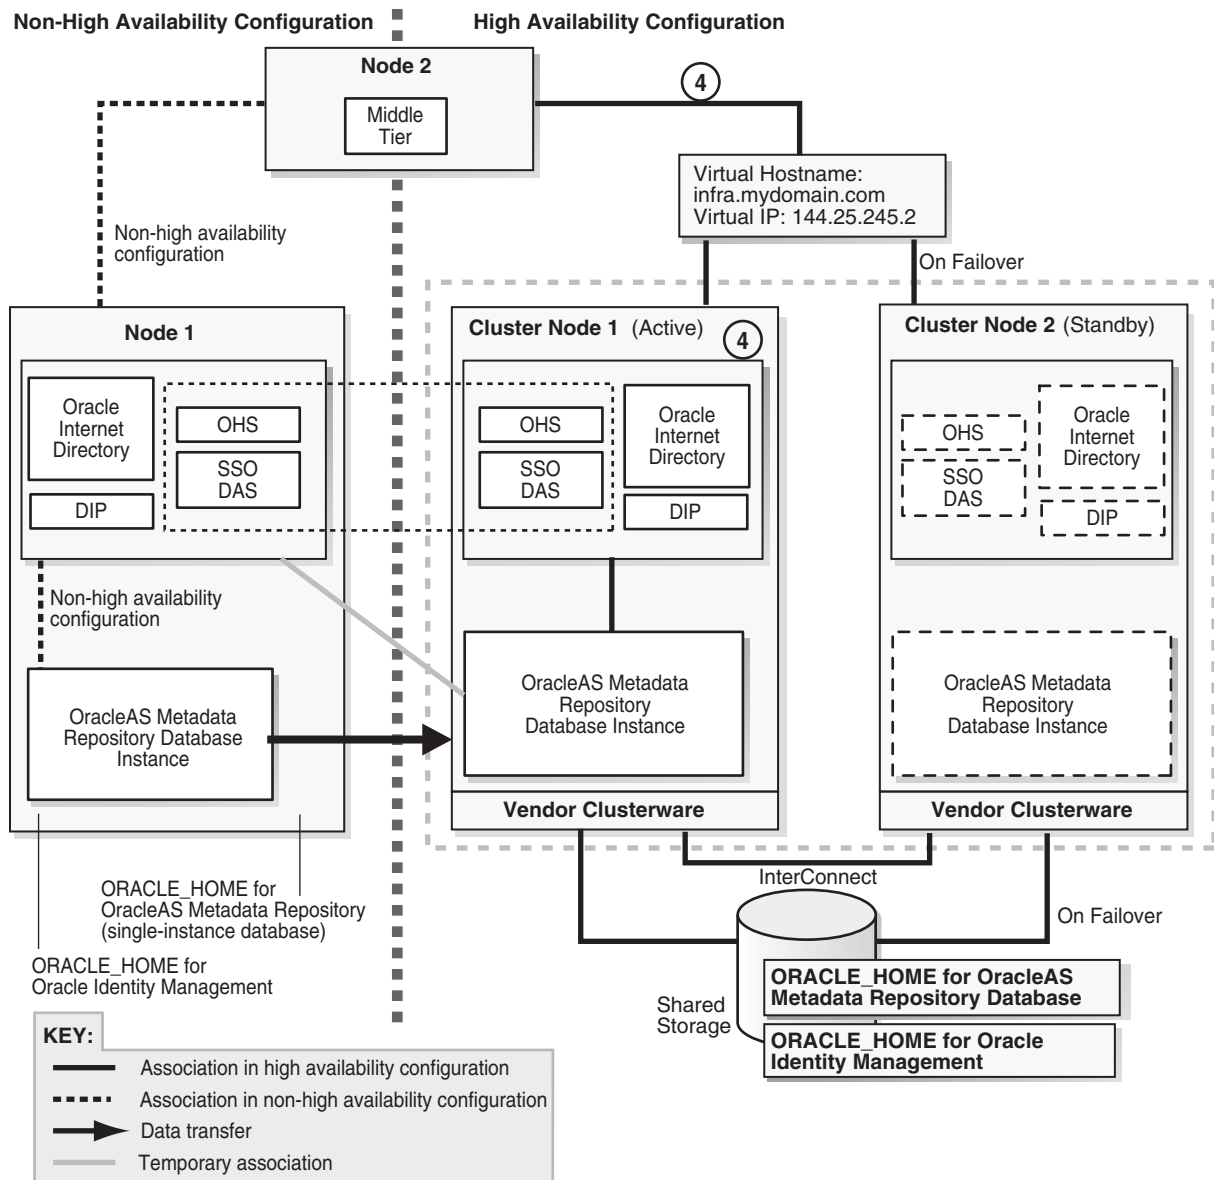 Non-High Availability Configuration
High Availability Configuration
Node 2
Middle
Tier
4
Virtual Hostname:
infra.mydomain.com
Virtual IP: 144.25.245.2
Non-high availability
configuration
On Failover
Node 1
Oracle
Internet
Directory
OHS
SSO
DAS
DIP
Non-high availability
configuration
OracleAS Metadata
Repository Database
Instance
Cluster Node 1 (Active)
4
OHS
SSO
DAS
Oracle
Internet
Directory
DIP
OracleAS Metadata
Repository
Database Instance
Vendor Clusterware
Cluster Node 2 (Standby)
OHS
SSO
DAS
Oracle
Internet
Directory
DIP
OracleAS Metadata
Repository
Database Instance
Vendor Clusterware
InterConnect
On Failover
ORACLE_HOME for
OracleAS Metadata Repository
(single-instance database)
ORACLE_HOME for
Oracle Identity Management
Shared
Storage
ORACLE_HOME for OracleAS
Metadata Repository Database
ORACLE_HOME for Oracle
Identity Management
KEY:
Association in high availability configuration
Association in non-high availability configuration
Data transfer
Temporary association